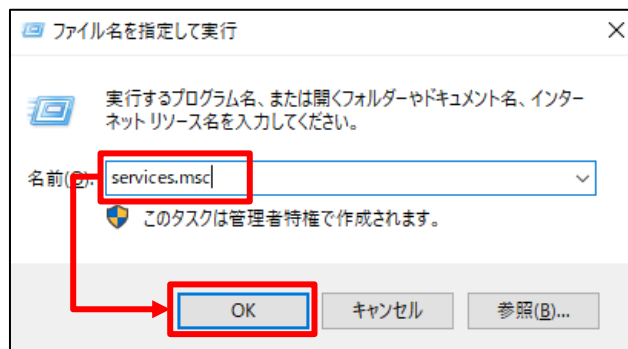 ファイル名を指定して実行
実行するプログラム名、または開くフォルダーやドキュメント名、インター
ネット リソース名を入力してください。
名前(O): services.msc
このタスクは管理者特権で作成されます。
OK キャンセル 参照(B)...